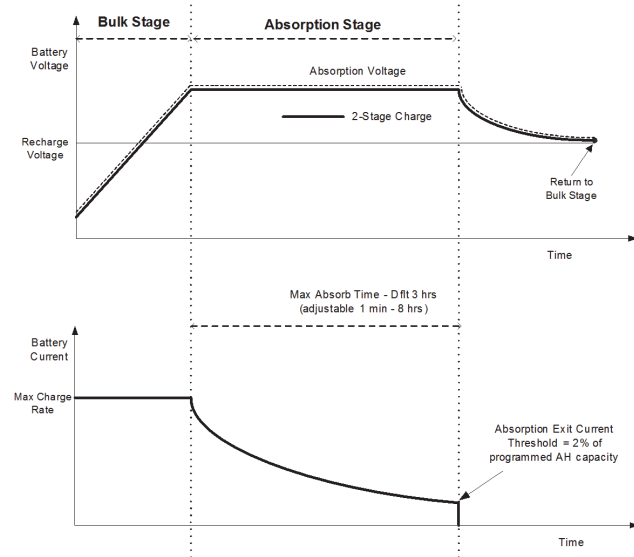 Bulk Stage
Absorption Stage
Battery
Voltage
Absorption Voltage
2-Stage Charge
Recharge
Voltage
Return to
Bulk Stage
Time
Max Absorb Time - Dflt 3 hrs
(adjustable 1 min - 8 hrs)
Battery
Current
Max Charge
Rate
Absorption Exit Current
Threshold = 2% of
programmed AH capacity
Time